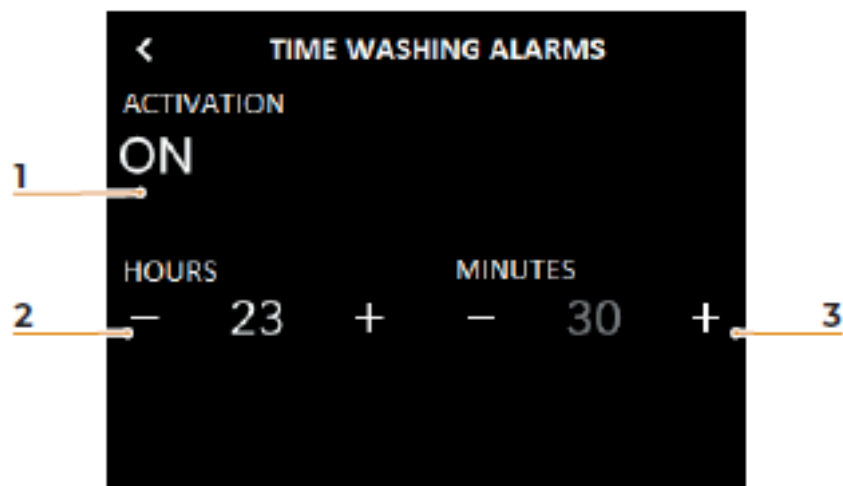 < TIME WASHING ALARMS
ACTIVATION
ON
1
HOURS MINUTES
2 − 23 + − 30 + 3